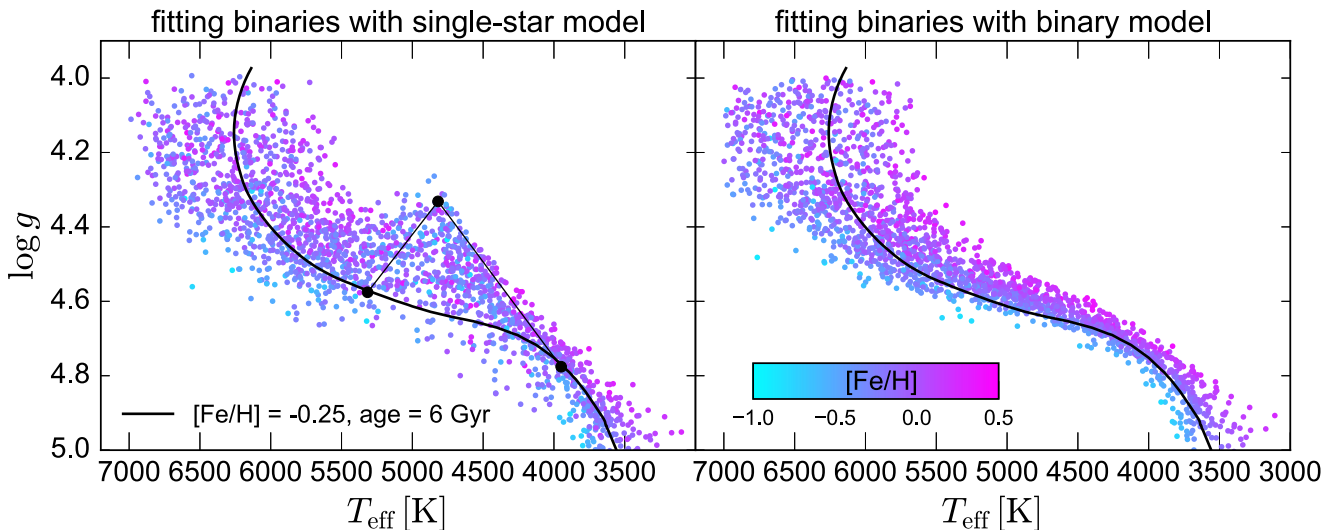 fitting binaries with single-star model
fitting binaries with binary model
4.0
4.2
4.4
4.6
4.8
5.0
log g
[Fe/H] = -0.25, age = 6 Gyr
[Fe/H]
−1.0 −0.5 0.0 0.5
7000 6500 6000 5500 5000 4500 4000 3500
7000 6500 6000 5500 5000 4500 4000 3500 3000
Teff [K]
Teff [K]